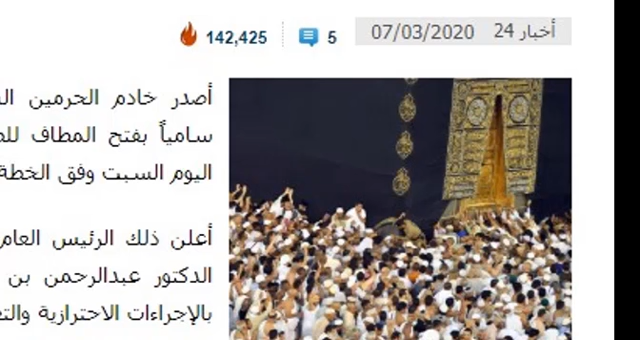 أخبار 24 07/03/2020 5 142,425
أصدر خادم الحرمين
سامياً بفتح المطاف
اليوم السبت وفق الخطة
أعلن ذلك الرئيس العام
الدكتور عبدالرحمن بن
بالإجراءات الاحترازية